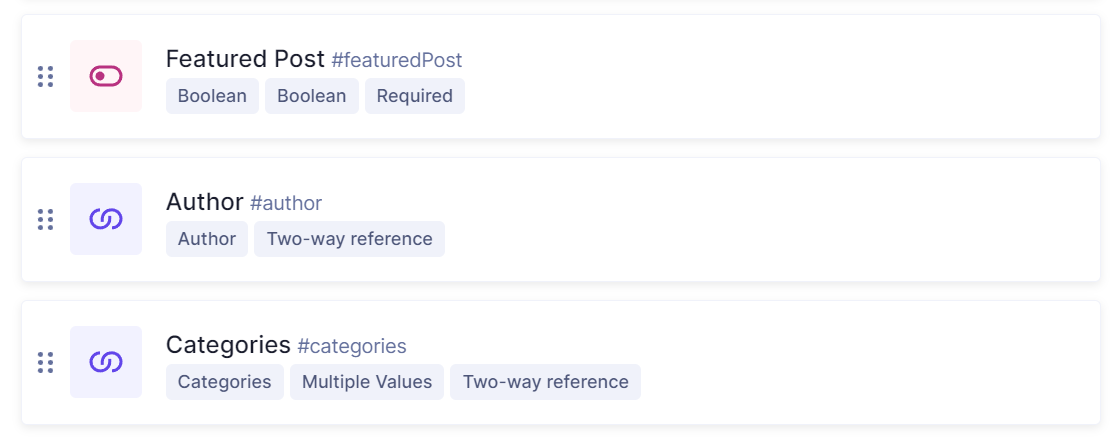 Featured Post #featuredPost
Boolean Boolean Required
Author #author
Author Two-way reference
Categories #categories
Categories Multiple Values Two-way reference